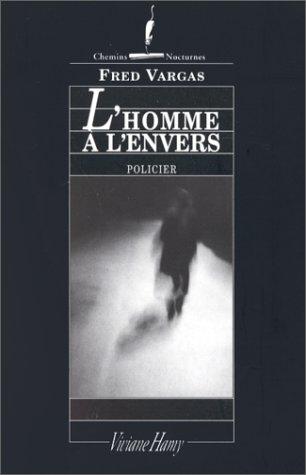 Chemins Nocturnes
FRED VARGAS
L'HOMME
À L'ENVERS
POLICIER
Viviane Hamy